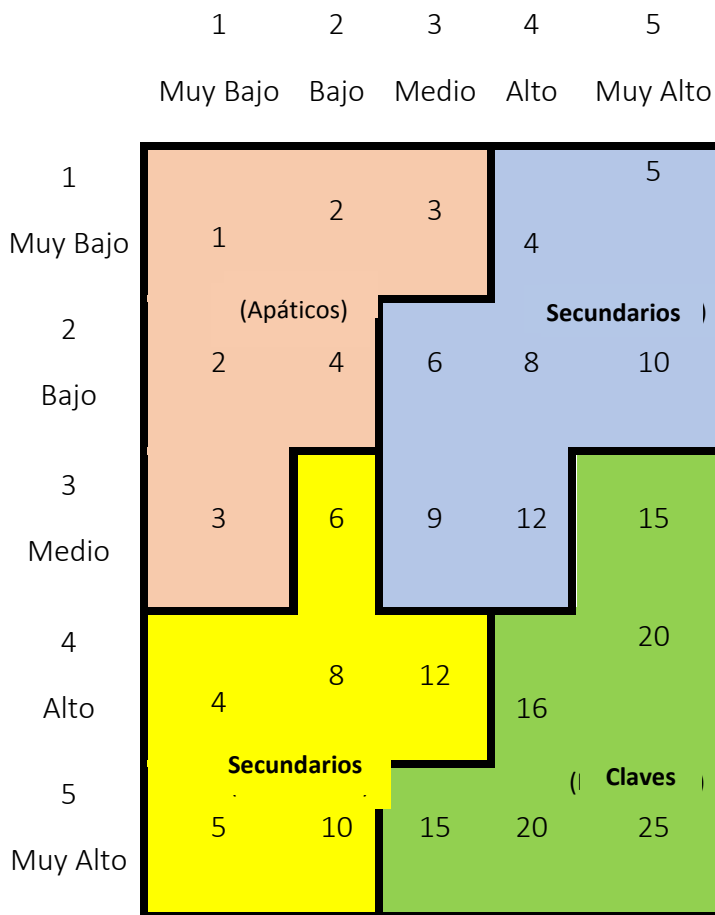 1 2 3 4 5
Muy Bajo Bajo Medio Alto Muy Alto
1 5
2 3
Muy Bajo 1 4
(Apáticos) Secundarios )
2
2 4 6 8 10
Bajo
3
3 6 9 12 15
Medio
4 20
8 12
Alto 4 16
Secundarios
5 ( Claves )
5 10 15 20 25
Muy Alto